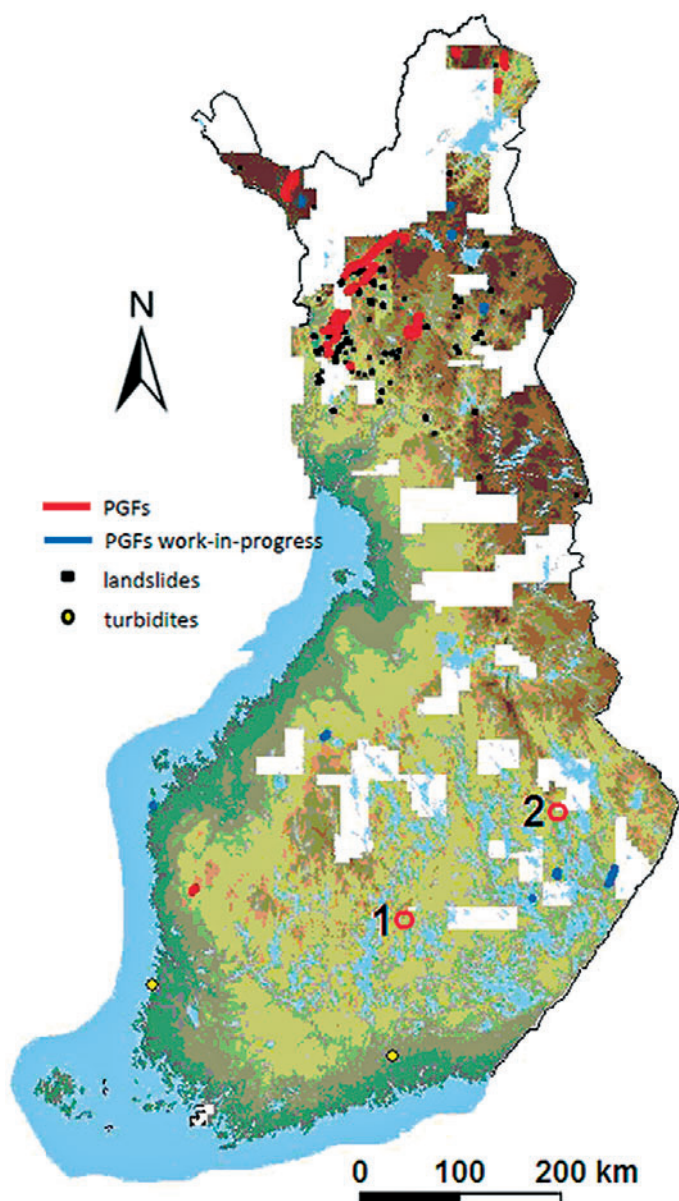 N
PGFs
PGFs work-in-progress
landslides
turbidites
2
1
0 100 200 km